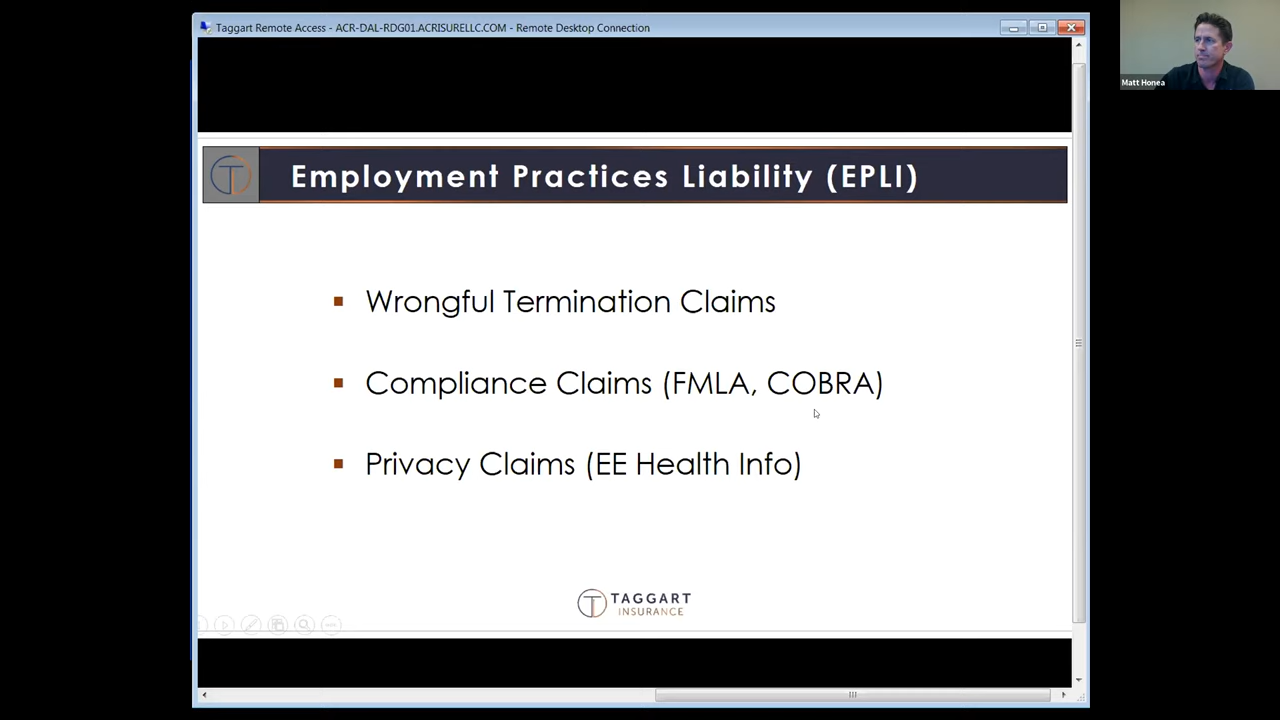 Taggart Remote Access - ACR-DAL-RDG01.ACRISURELLC.COM - Remote Desktop Connection
Matt Honea
Employment Practices Liability (EPLI)
Wrongful Termination Claims
Compliance Claims (FMLA, COBRA)
Privacy Claims (EE Health Info)
TAGGART
INSURANCE